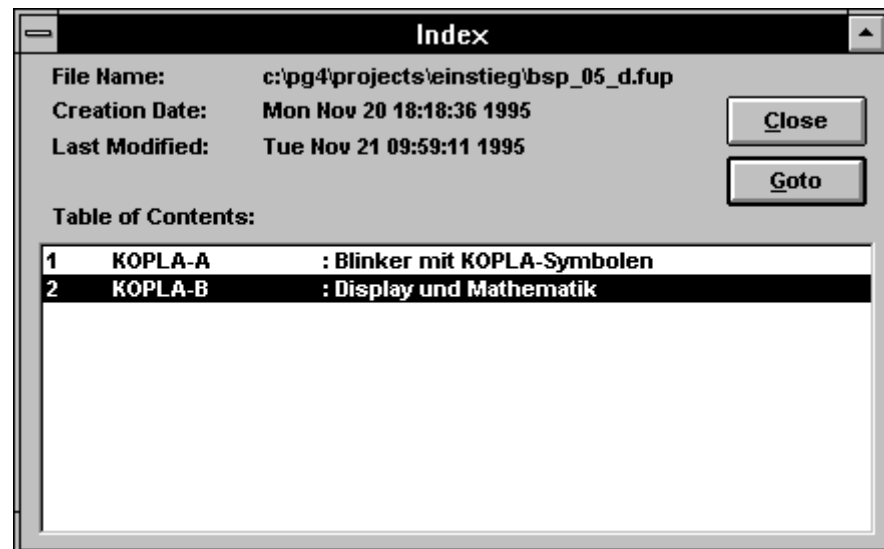 Index
File Name: c:\pg4\projects\einstieg\bsp_05_d.fup
Creation Date: Mon Nov 20 18:18:36 1995
Last Modified: Tue Nov 21 09:59:11 1995
Close
Goto
Table of Contents:
1 KOPLA-A : Blinker mit KOPLA-Symbolen
2 KOPLA-B : Display und Mathematik